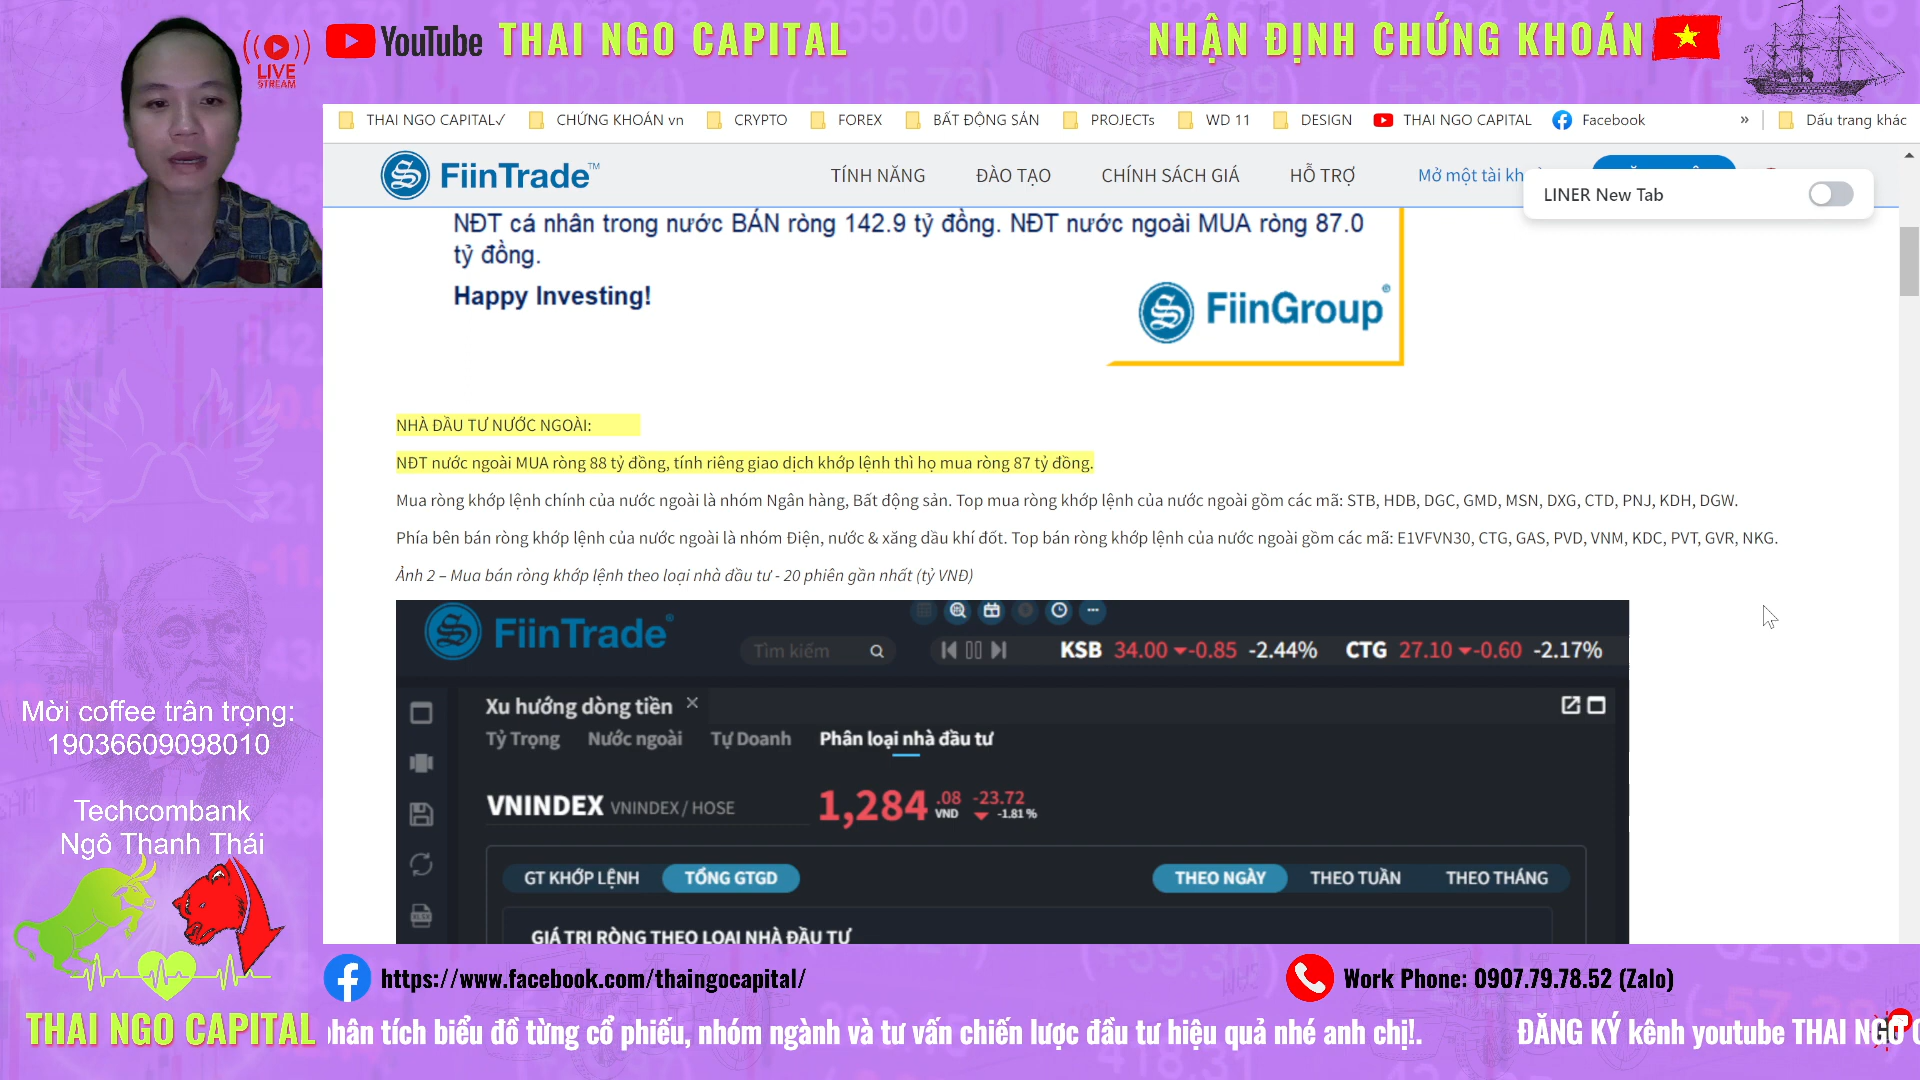 LIVE
STREAM
YouTube THAI NGO CAPITAL
NHẬN ĐỊNH CHỨNG KHOÁN
THAI NGO CAPITAL✓ CHỨNG KHOÁN vn CRYPTO FOREX BẤT ĐỘNG SẢN PROJECTs WD 11 DESIGN THAI NGO CAPITAL Facebook » Dấu trang khác
FiinTrade™ TÍNH NĂNG ĐÀO TẠO CHÍNH SÁCH GIÁ HỖ TRỢ Mở một tài
LINER New Tab
NĐT cá nhân trong nước BÁN ròng 142.9 tỷ đồng. NĐT nước ngoài MUA ròng 87.0
tỷ đồng.
Happy Investing!
FiinGroup®
NHÀ ĐẦU TƯ NƯỚC NGOÀI:
NĐT nước ngoài MUA ròng 88 tỷ đồng, tính riêng giao dịch khớp lệnh thì họ mua ròng 87 tỷ đồng.
Mua ròng khớp lệnh chính của nước ngoài là nhóm Ngân hàng, Bất động sản. Top mua ròng khớp lệnh của nước ngoài gồm các mã: STB, HDB, DGC, GMD, MSN, DXG, CTD, PNJ, KDH, DGW.
Phía bên bán ròng khớp lệnh của nước ngoài là nhóm Điện, nước & xăng dầu khí đốt. Top bán ròng khớp lệnh của nước ngoài gồm các mã: E1VFVN30, CTG, GAS, PVD, VNM, KDC, PVT, GVR, NKG.
Ảnh 2 – Mua bán ròng khớp lệnh theo loại nhà đầu tư - 20 phiên gần nhất (tỷ VNĐ)
FiinTrade®
Tìm kiếm KSB 34.00 -0.85 -2.44% CTG 27.10 -0.60 -2.17%
Xu hướng dòng tiền ×
Tỷ Trọng Nước ngoài Tự Doanh Phân loại nhà đầu tư
VNINDEX VNINDEX / HOSE 1,284.08 VND -23.72 -1.81 %
GT KHỚP LỆNH TỔNG GTGD THEO NGÀY THEO TUẦN THEO THÁNG
GIÁ TRỊ RÒNG THEO LOẠI NHÀ ĐẦU TƯ
Mời coffee trân trọng:
19036609098010
Techcombank
Ngô Thanh Thái
THAI NGO CAPITAL
https://www.facebook.com/thaingocapital/
Work Phone: 0907.79.78.52 (Zalo)
phân tích biểu đồ từng cổ phiếu, nhóm ngành và tư vấn chiến lược đầu tư hiệu quả nhé anh chị!. ĐĂNG KÝ kênh youtube THAI NGO